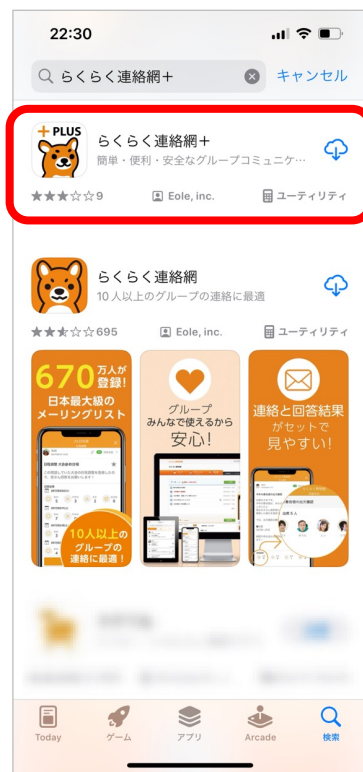 22:30
らくらく連絡網＋
キャンセル
+ PLUS
らくらく連絡網＋
簡単・便利・安全なグループコミュニケ…
★★★☆☆9
Eole, inc.
ユーティリティ
らくらく連絡網
10人以上のグループの連絡に最適
695
Eole, inc.
ユーティリティ
670万人が
登録!
日本最大級の
メーリングリスト
10人以上の
グループの
連絡に最適！
グループ
みんなで使えるから
安心!
連絡と回答結果
がセットで
見やすい!
Today
ゲーム
アプリ
Arcade
検索